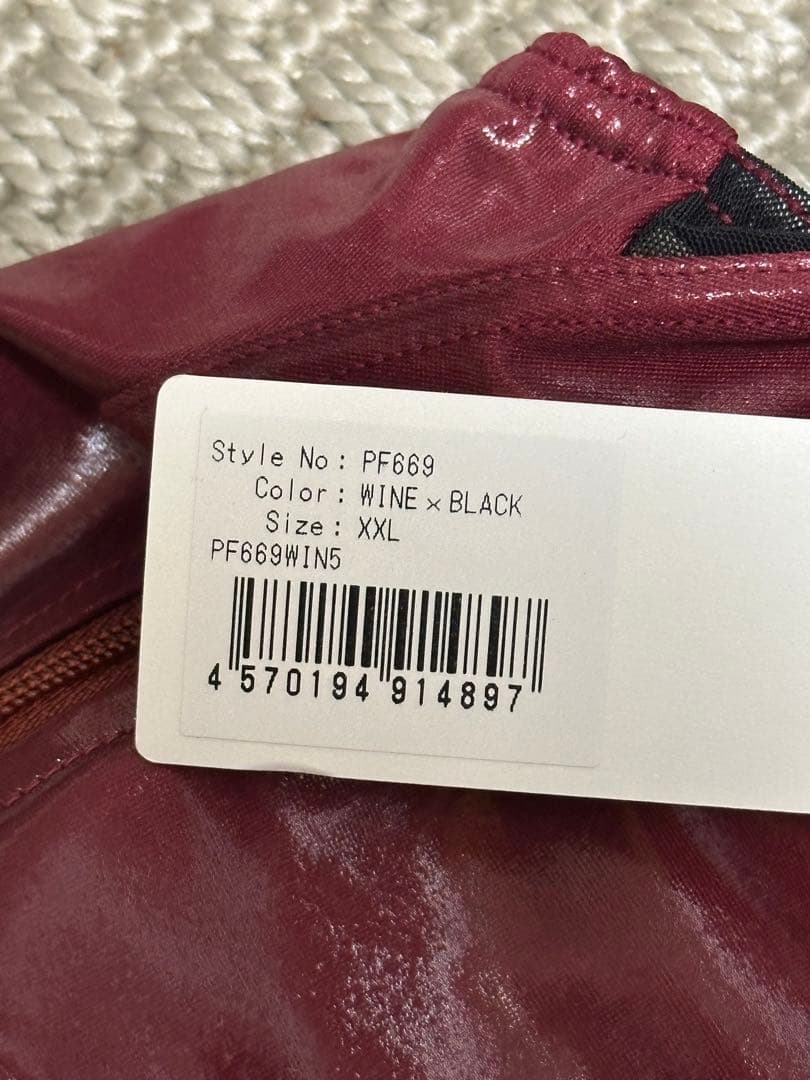 Style No: PF669
Color: WINE×BLACK
Size: XXL
PF669WIN5
4 570194 914897